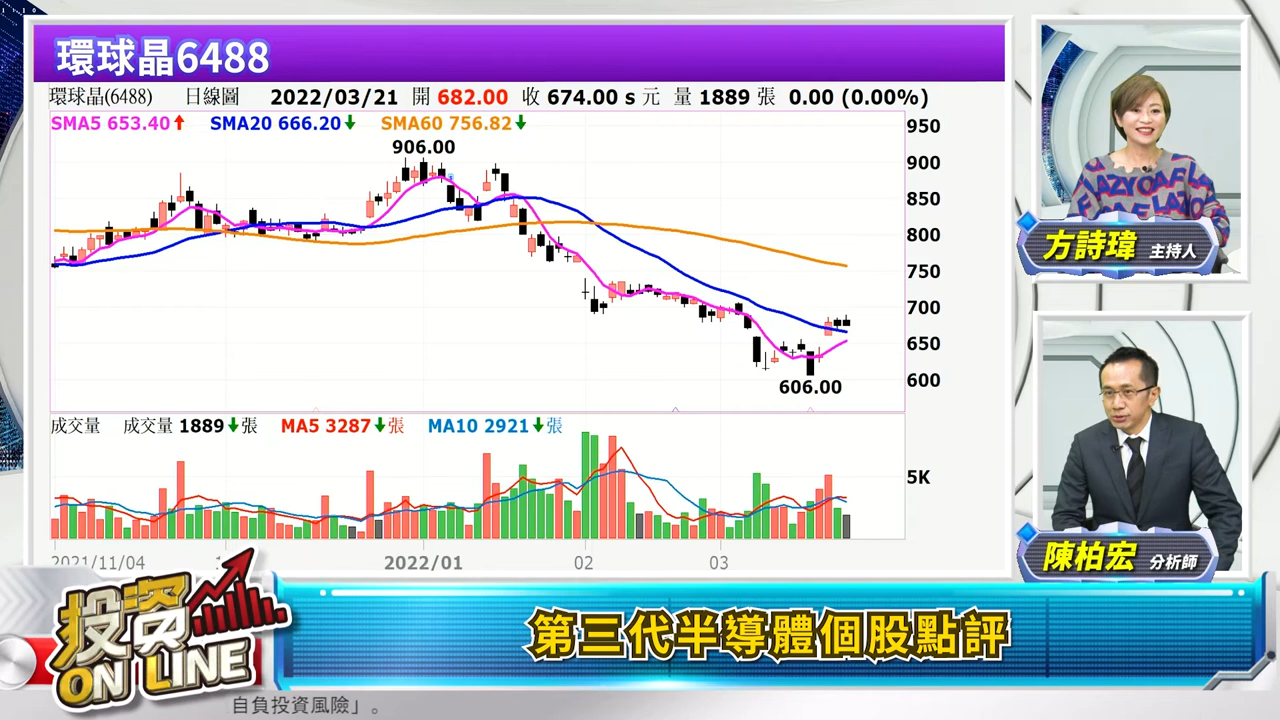 環球晶6488
環球晶(6488) 日線圖 2022/03/21 開 682.00 收 674.00 s 元 量 1889 張 0.00 (0.00%)
SMA5 653.40 SMA20 666.20 SMA60 756.82
950
906.00
900
850
800
750
700
650
606.00
600
成交量 成交量 1889 張 MA5 3287 張 MA10 2921 張
5K
2021/11/04 2022/01 02 03
方詩瑋 主持人
陳柏宏 分析師
LAZY OAF
投資
ON LINE
第三代半導體個股點評
自負投資風險」。